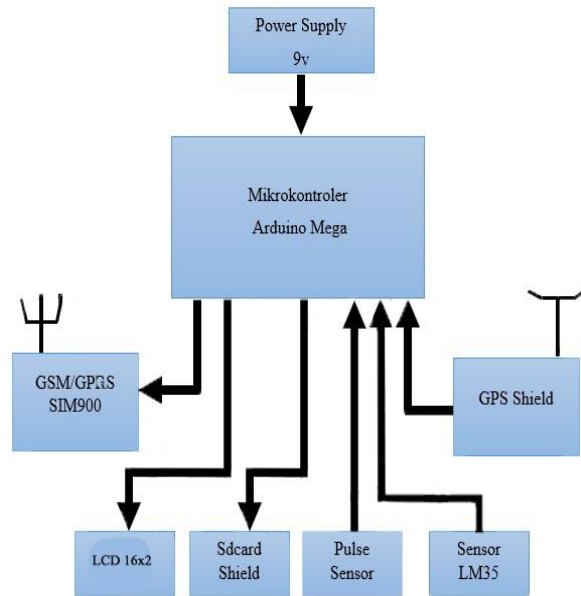 Power Supply
9v
Mikrokontroler
Arduino Mega
GSM/GPRS
SIM900
GPS Shield
LCD 16x2
Sdcard
Shield
Pulse
Sensor
Sensor
LM35